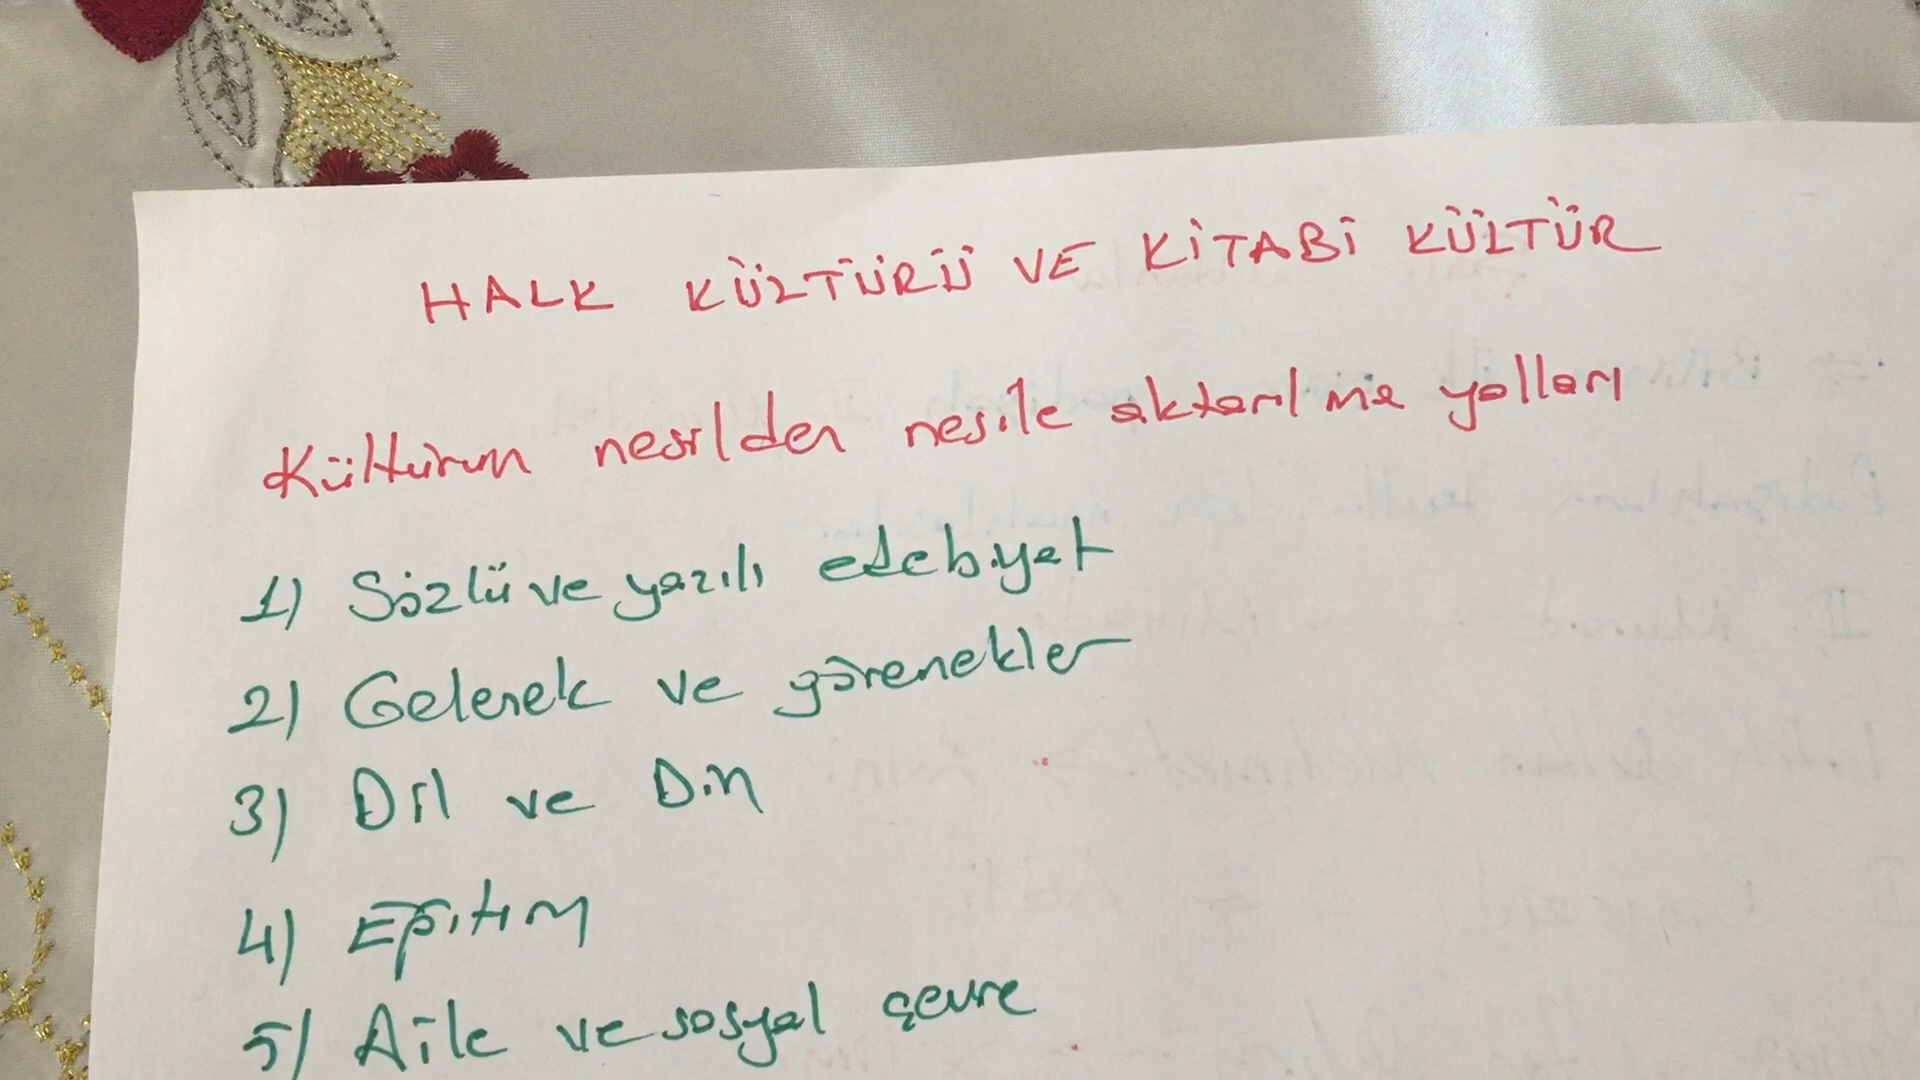 HALK KÜLTÜRÜ VE KİTABİ KÜLTÜR
Kültürün nesilden nesile aktarılma yolları
1) Sözlü ve yazılı edebiyat
2) Gelenek ve görenekler
3) Dil ve Din
4) Eğitim
5) Aile ve sosyal çevre